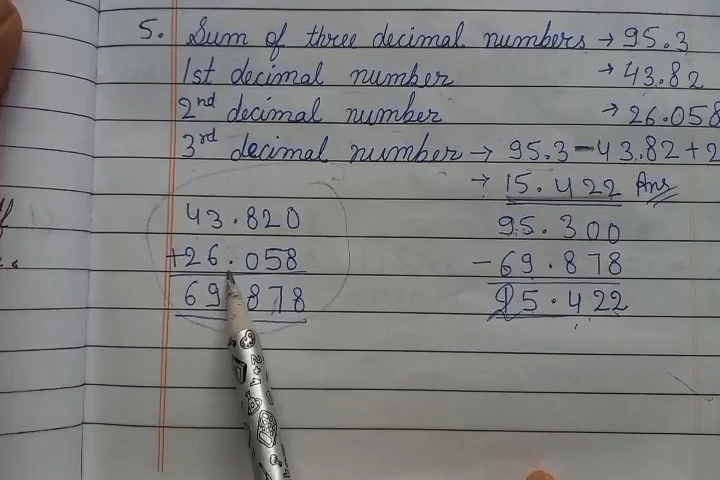 5. Sum of three decimal numbers → 95.3
1st decimal number → 43.82
2nd decimal number → 26.058
3rd decimal number → 95.3 - 43.82 + 2
→ 15.422 Ans
43.820
+26.058
69 878
95.300
-69.878
25.422